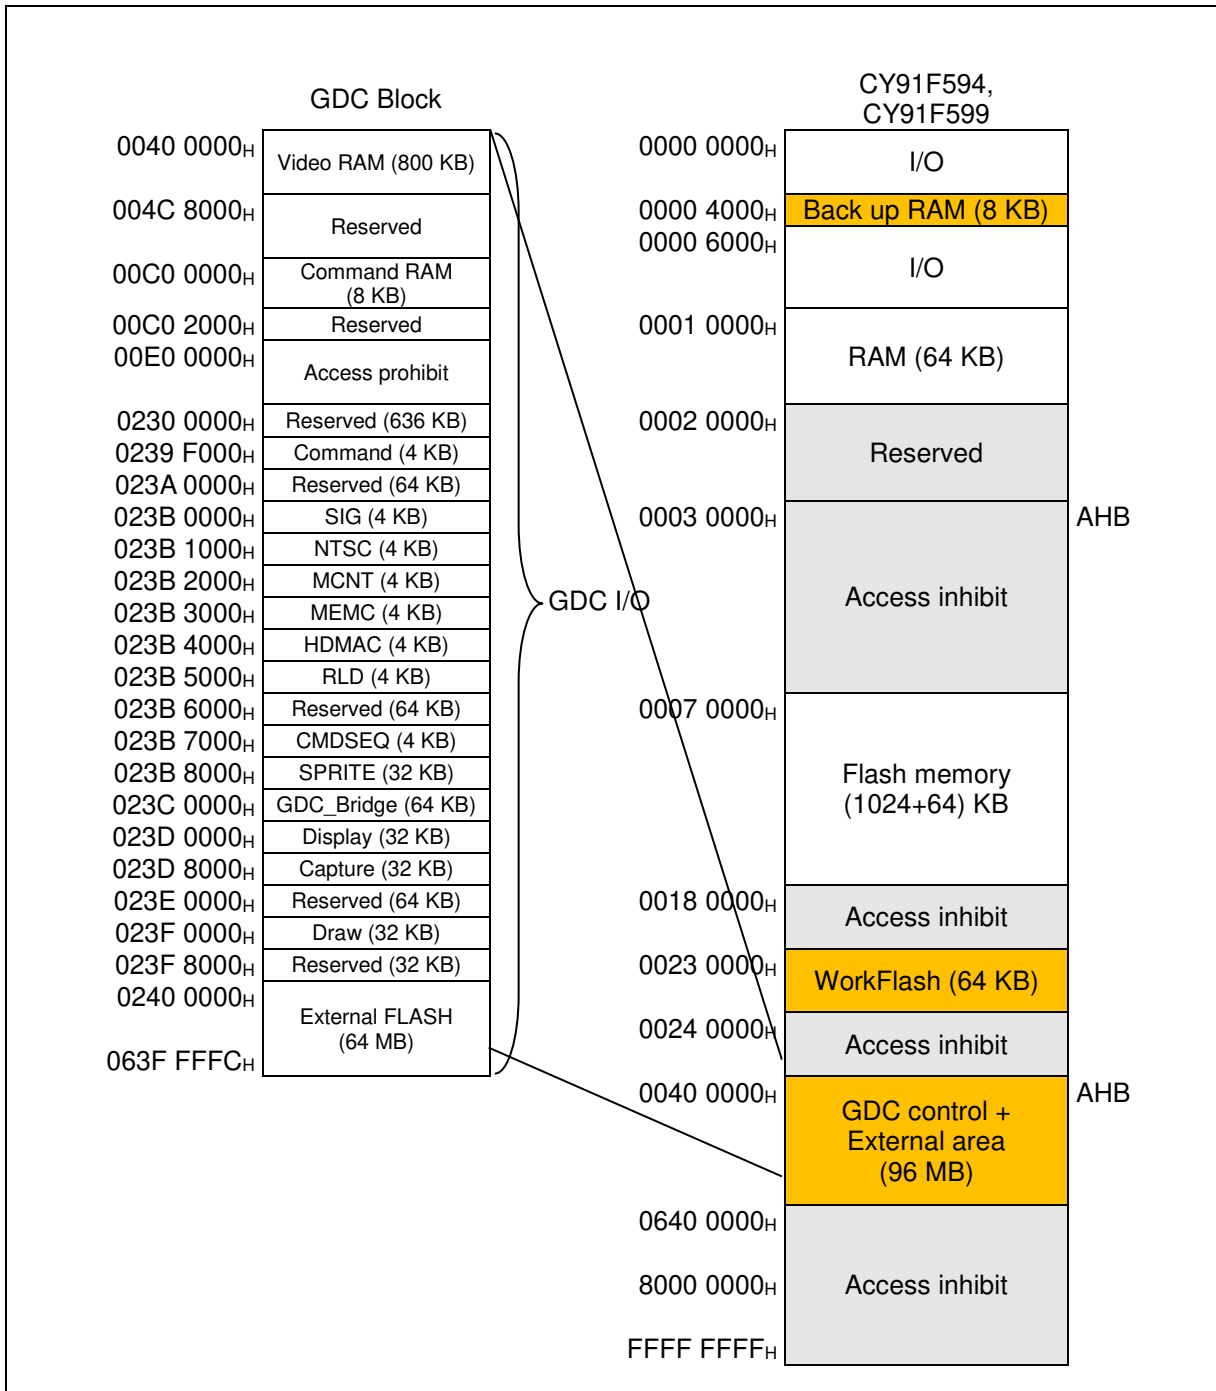 GDC Block
0040 0000H
Video RAM (800 KB)
004C 8000H
Reserved
00C0 0000H
Command RAM
(8 KB)
00C0 2000H
Reserved
00E0 0000H
Access prohibit
0230 0000H
Reserved (636 KB)
0239 F000H
Command (4 KB)
023A 0000H
Reserved (64 KB)
023B 0000H
SIG (4 KB)
023B 1000H
NTSC (4 KB)
023B 2000H
MCNT (4 KB)
023B 3000H
MEMC (4 KB)
023B 4000H
HDMAC (4 KB)
023B 5000H
RLD (4 KB)
023B 6000H
Reserved (64 KB)
023B 7000H
CMDSEQ (4 KB)
023B 8000H
SPRITE (32 KB)
023C 0000H
GDC_Bridge (64 KB)
023D 0000H
Display (32 KB)
023D 8000H
Capture (32 KB)
023E 0000H
Reserved (64 KB)
023F 0000H
Draw (32 KB)
023F 8000H
Reserved (32 KB)
0240 0000H
External FLASH
(64 MB)
063F FFFCH
GDC I/O
CY91F594,
CY91F599
0000 0000H
I/O
0000 4000H
Back up RAM (8 KB)
0000 6000H
I/O
0001 0000H
RAM (64 KB)
0002 0000H
Reserved
0003 0000H
AHB
Access inhibit
0007 0000H
Flash memory
(1024+64) KB
0018 0000H
Access inhibit
0023 0000H
WorkFlash (64 KB)
0024 0000H
Access inhibit
0040 0000H
AHB
GDC control +
External area
(96 MB)
0640 0000H
8000 0000H
Access inhibit
FFFF FFFFH